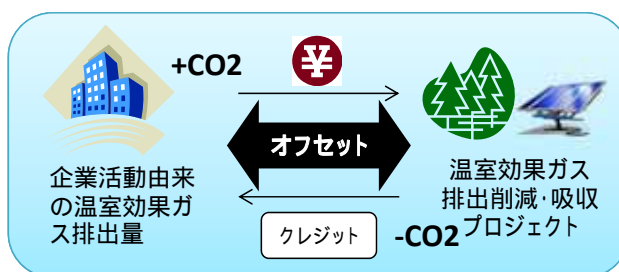 +CO2
¥
オフセット
企業活動由来
の温室効果ガ
ス排出量
温室効果ガス
排出削減･吸収
プロジェクト
クレジット
-CO2